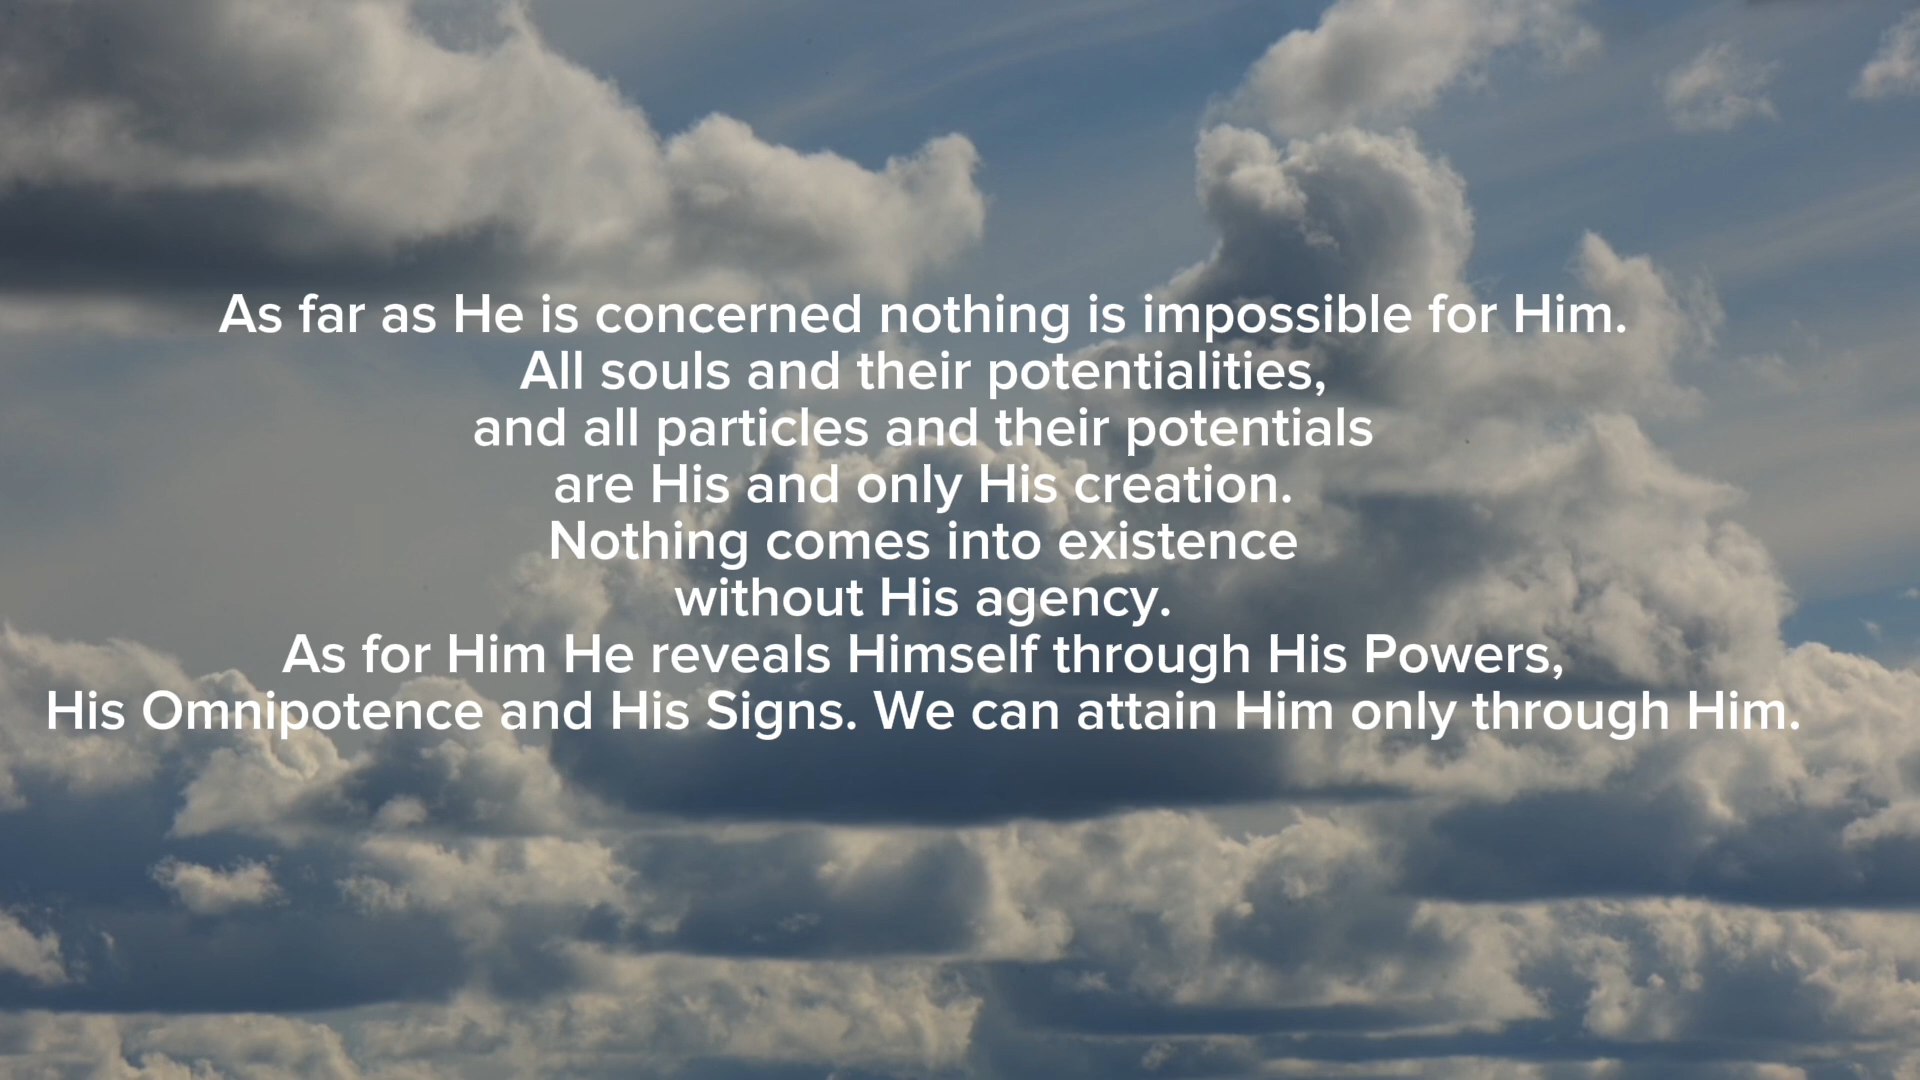 As far as He is concerned nothing is impossible for Him.
All souls and their potentialities,
and all particles and their potentials
are His and only His creation.
Nothing comes into existence
without His agency.
As for Him He reveals Himself through His Powers,
His Omnipotence and His Signs. We can attain Him only through Him.